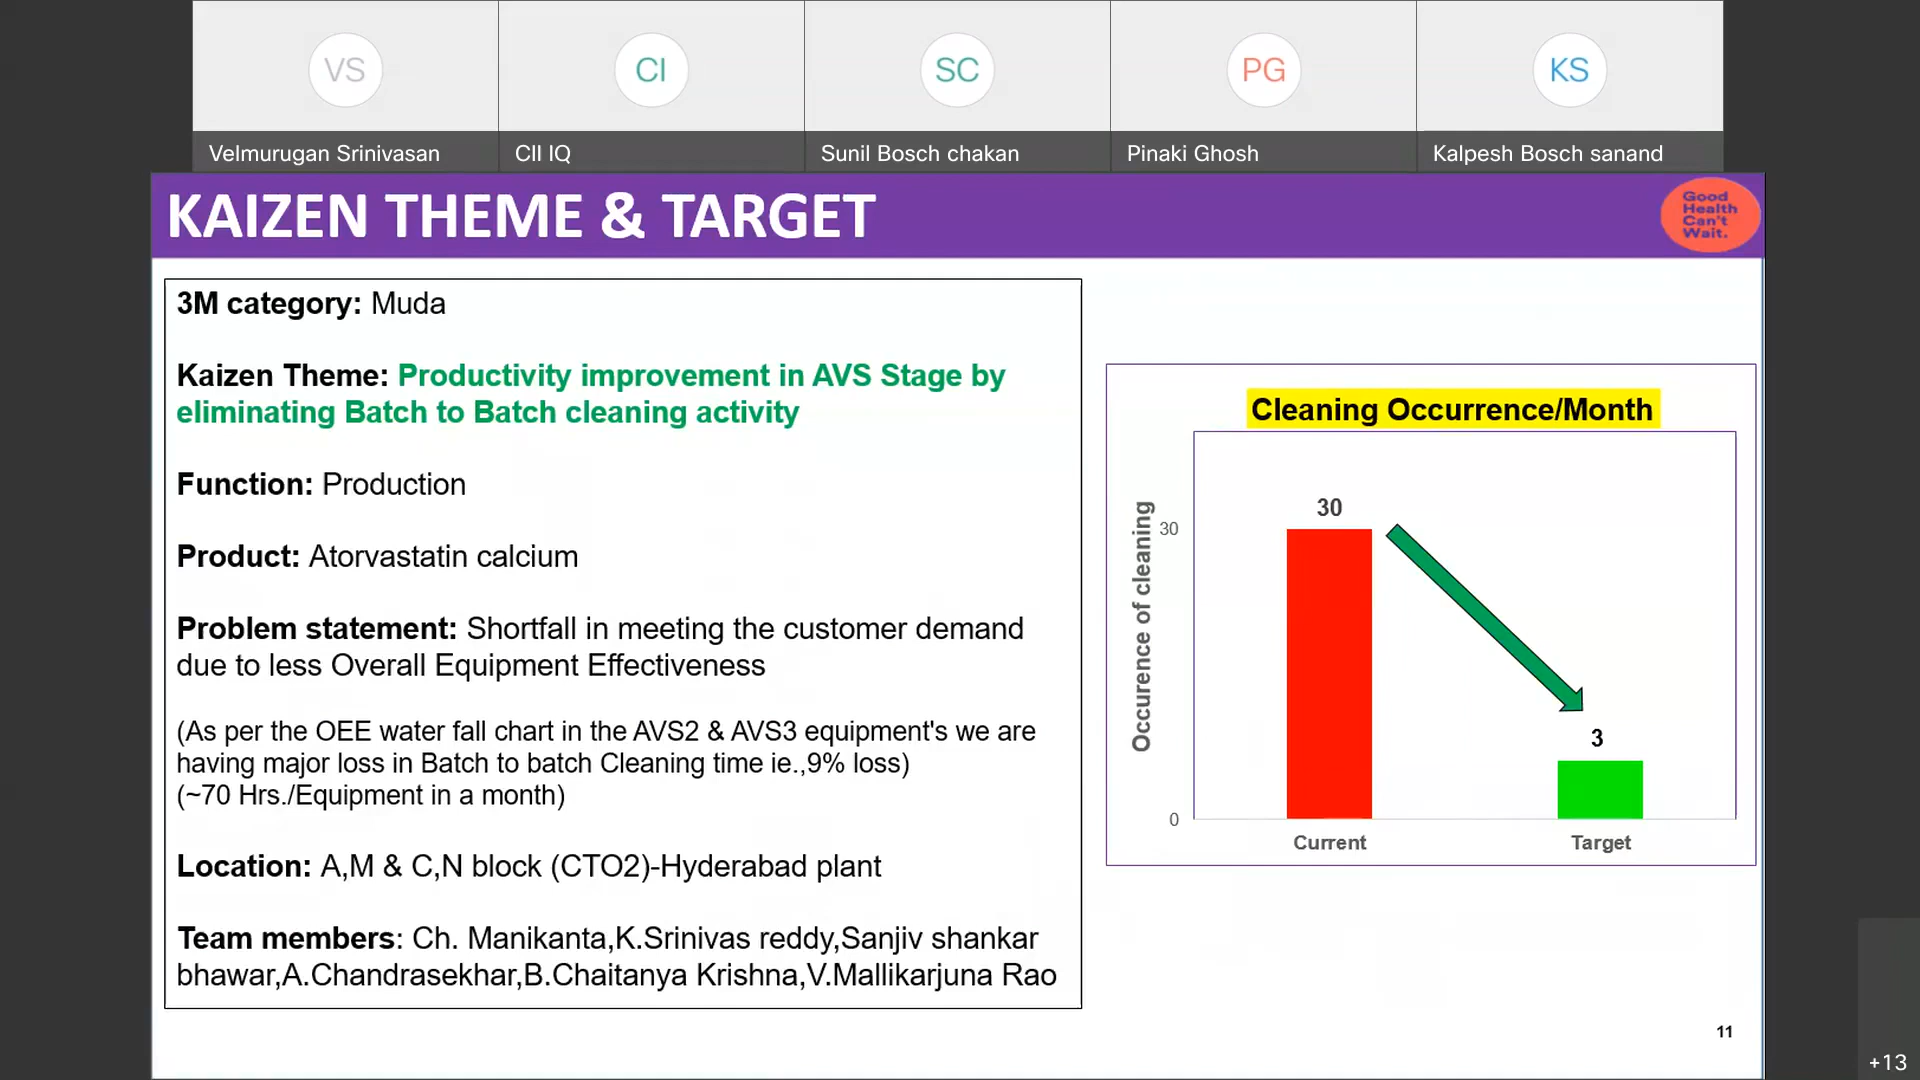 VS
CI
SC
PG
KS
Velmurugan Srinivasan
CII IQ
Sunil Bosch chakan
Pinaki Ghosh
Kalpesh Bosch sanand
KAIZEN THEME & TARGET
Good
Health
Can't
Wait.
3M category: Muda
Kaizen Theme: Productivity improvement in AVS Stage by
eliminating Batch to Batch cleaning activity
Function: Production
Product: Atorvastatin calcium
Problem statement: Shortfall in meeting the customer demand
due to less Overall Equipment Effectiveness
(As per the OEE water fall chart in the AVS2 & AVS3 equipment's we are
having major loss in Batch to batch Cleaning time ie.,9% loss)
(~70 Hrs./Equipment in a month)
Location: A,M & C,N block (CTO2)-Hyderabad plant
Team members: Ch. Manikanta,K.Srinivas reddy,Sanjiv shankar
bhawar,A.Chandrasekhar,B.Chaitanya Krishna,V.Mallikarjuna Rao
Cleaning Occurrence/Month
Occurence of cleaning
30
30
3
0
Current
Target
11
+13